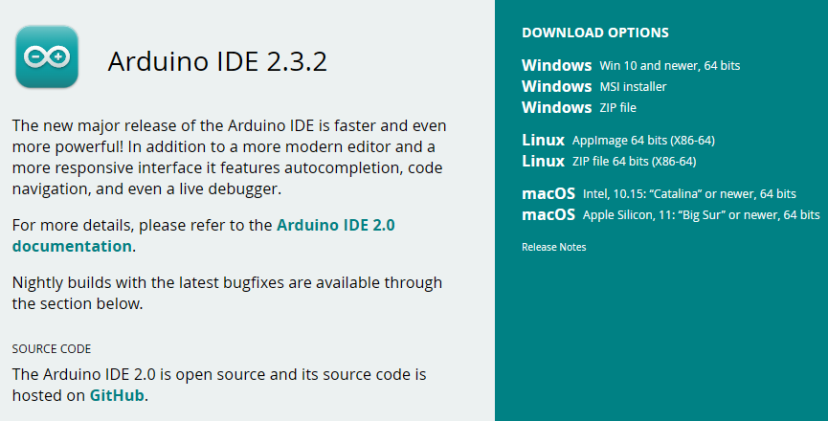 Arduino IDE 2.3.2
The new major release of the Arduino IDE is faster and even
more powerful! In addition to a more modern editor and a
more responsive interface it features autocompletion, code
navigation, and even a live debugger.
For more details, please refer to the Arduino IDE 2.0
documentation.
Nightly builds with the latest bugfixes are available through
the section below.
SOURCE CODE
The Arduino IDE 2.0 is open source and its source code is
hosted on GitHub.
DOWNLOAD OPTIONS
Windows Win 10 and newer, 64 bits
Windows MSI installer
Windows ZIP file
Linux AppImage 64 bits (X86-64)
Linux ZIP file 64 bits (X86-64)
macOS Intel, 10.15: “Catalina” or newer, 64 bits
macOS Apple Silicon, 11: “Big Sur” or newer, 64 bits
Release Notes